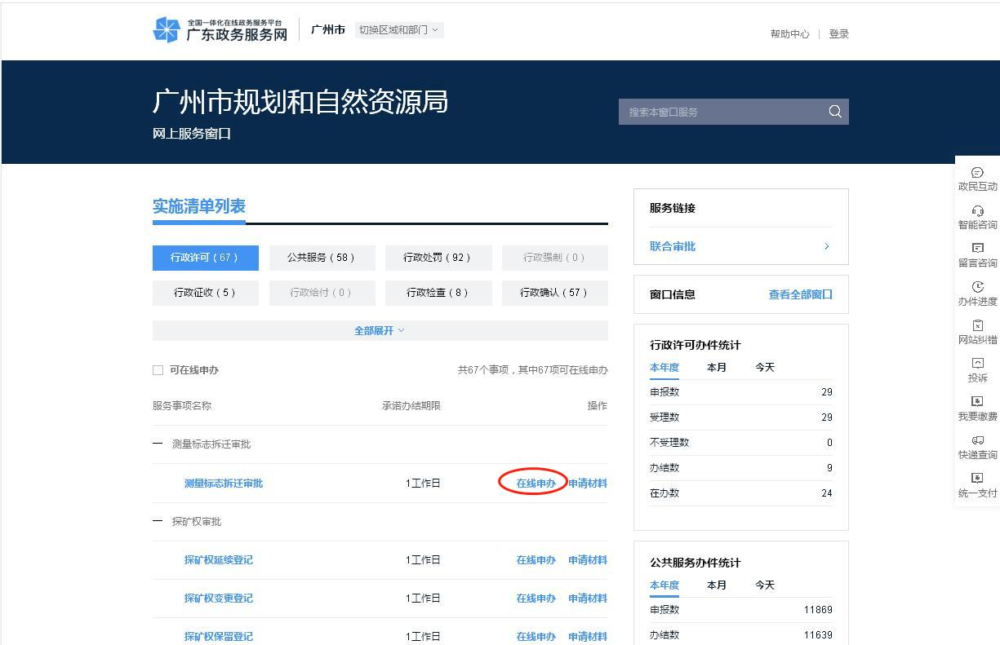 全国一体化在线政务服务平台
广东政务服务网
广州市
切换区域和部门
帮助中心 | 登录
广州市规划和自然资源局
网上服务窗口
搜索本窗口服务
实施清单列表
行政许可（67） 公共服务（58） 行政处罚（92） 行政强制（0）
行政征收（5） 行政给付（0） 行政检查（8） 行政确认（57）
全部展开
可在线申办 共67个事项，其中67项可在线申办
服务事项名称 承诺办结期限 操作
测量标志拆迁审批
测量标志拆迁审批 1工作日 在线申办 申请材料
探矿权审批
探矿权延续登记 1工作日 在线申办 申请材料
探矿权变更登记 1工作日 在线申办 申请材料
探矿权保留登记 1工作日 在线申办 申请材料
服务链接
联合审批
窗口信息 查看全部窗口
行政许可办件统计
本年度 本月 今天
申报数 29
受理数 29
不受理数 0
办结数 9
在办数 24
公共服务办件统计
本年度 本月 今天
申报数 11869
办结数 11639
政民互动
智能咨询
留言咨询
办件进度
网站纠错
投诉
我要缴费
快递查询
统一支付